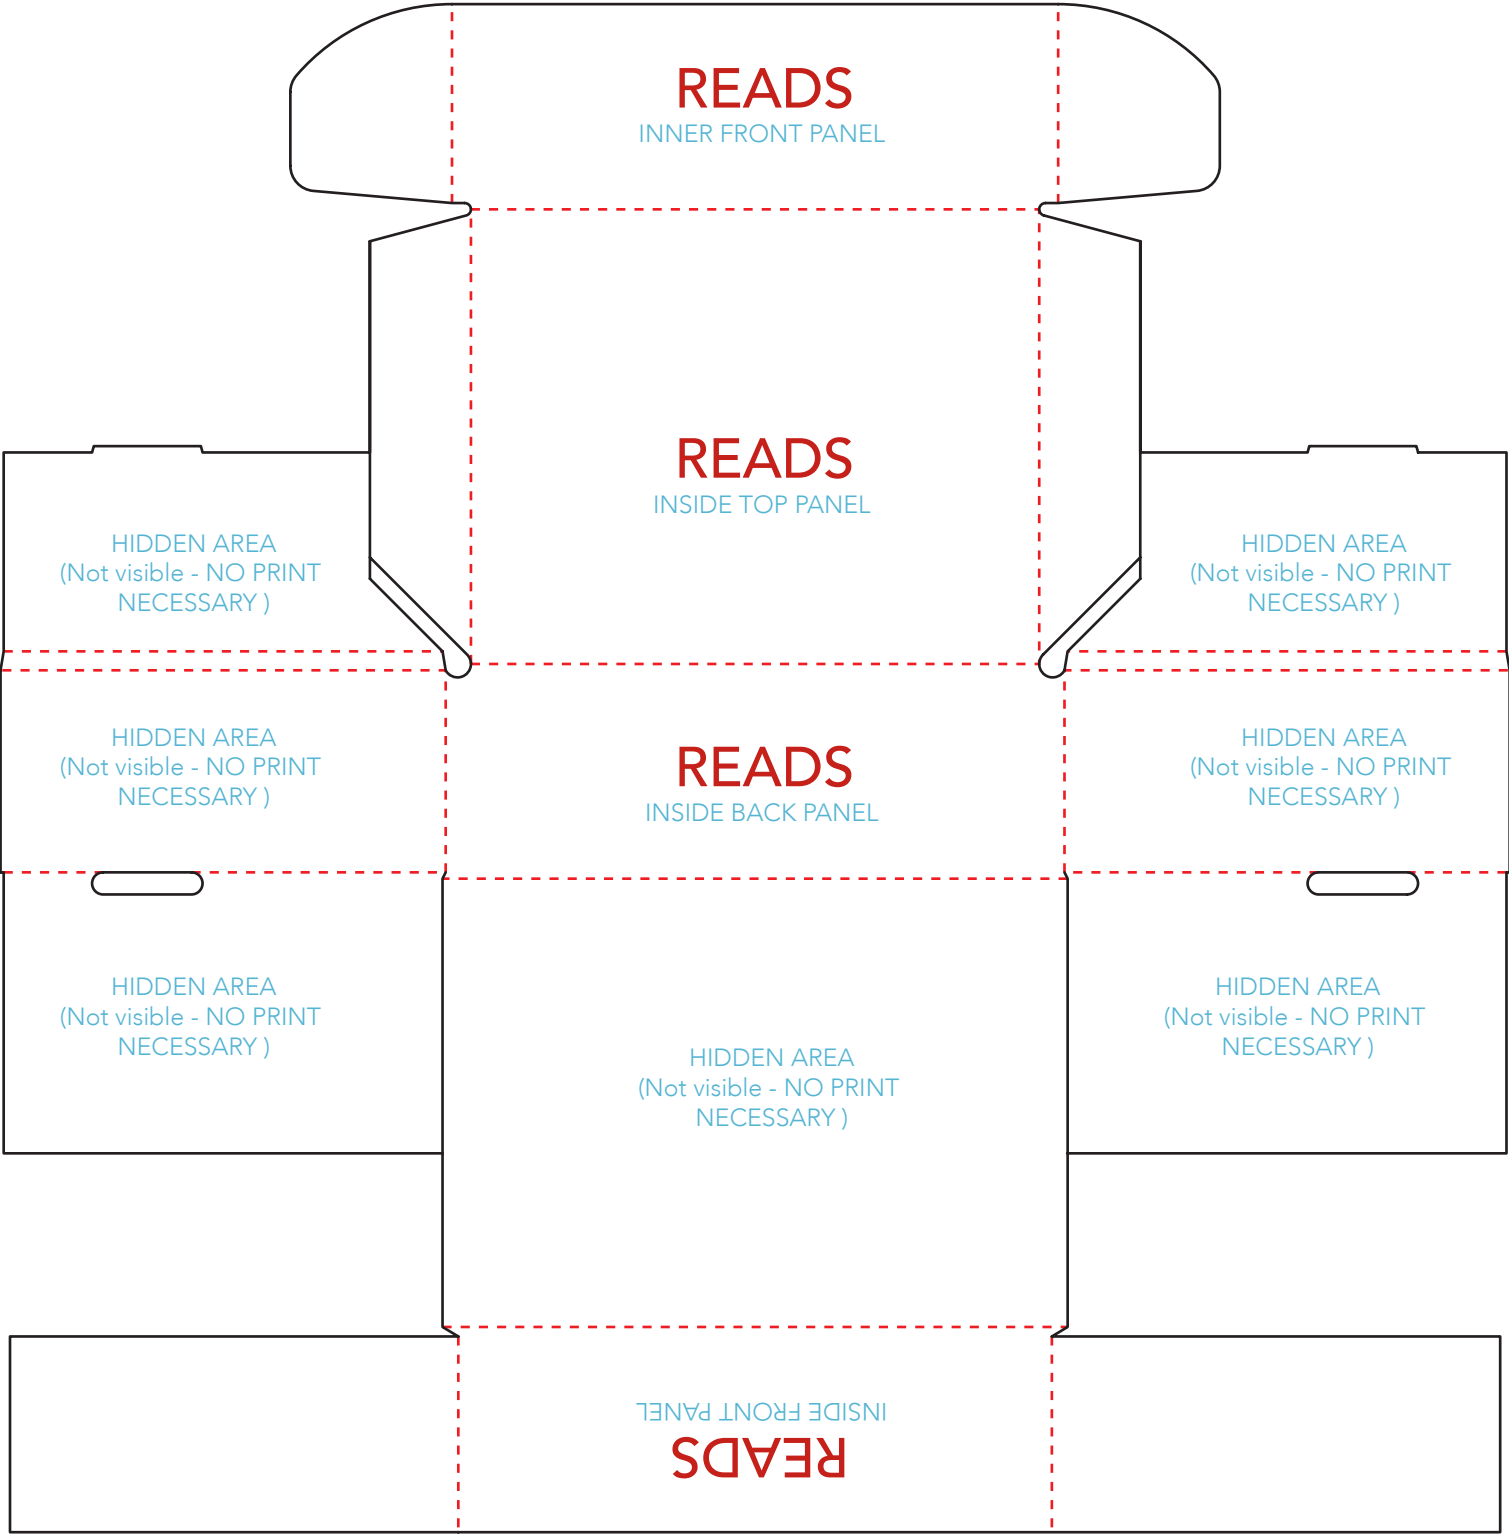 READS
INNER FRONT PANEL
READS
INSIDE TOP PANEL
HIDDEN AREA
(Not visible - NO PRINT
NECESSARY )
HIDDEN AREA
(Not visible - NO PRINT
NECESSARY )
HIDDEN AREA
(Not visible - NO PRINT
NECESSARY )
READS
INSIDE BACK PANEL
HIDDEN AREA
(Not visible - NO PRINT
NECESSARY )
HIDDEN AREA
(Not visible - NO PRINT
NECESSARY )
HIDDEN AREA
(Not visible - NO PRINT
NECESSARY )
HIDDEN AREA
(Not visible - NO PRINT
NECESSARY )
READS
INSIDE FRONT PANEL